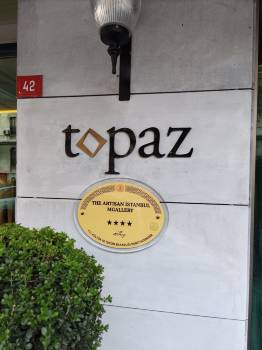 42
topaz
THE ARTISAN İSTANBUL
MGALLERY
★★★★